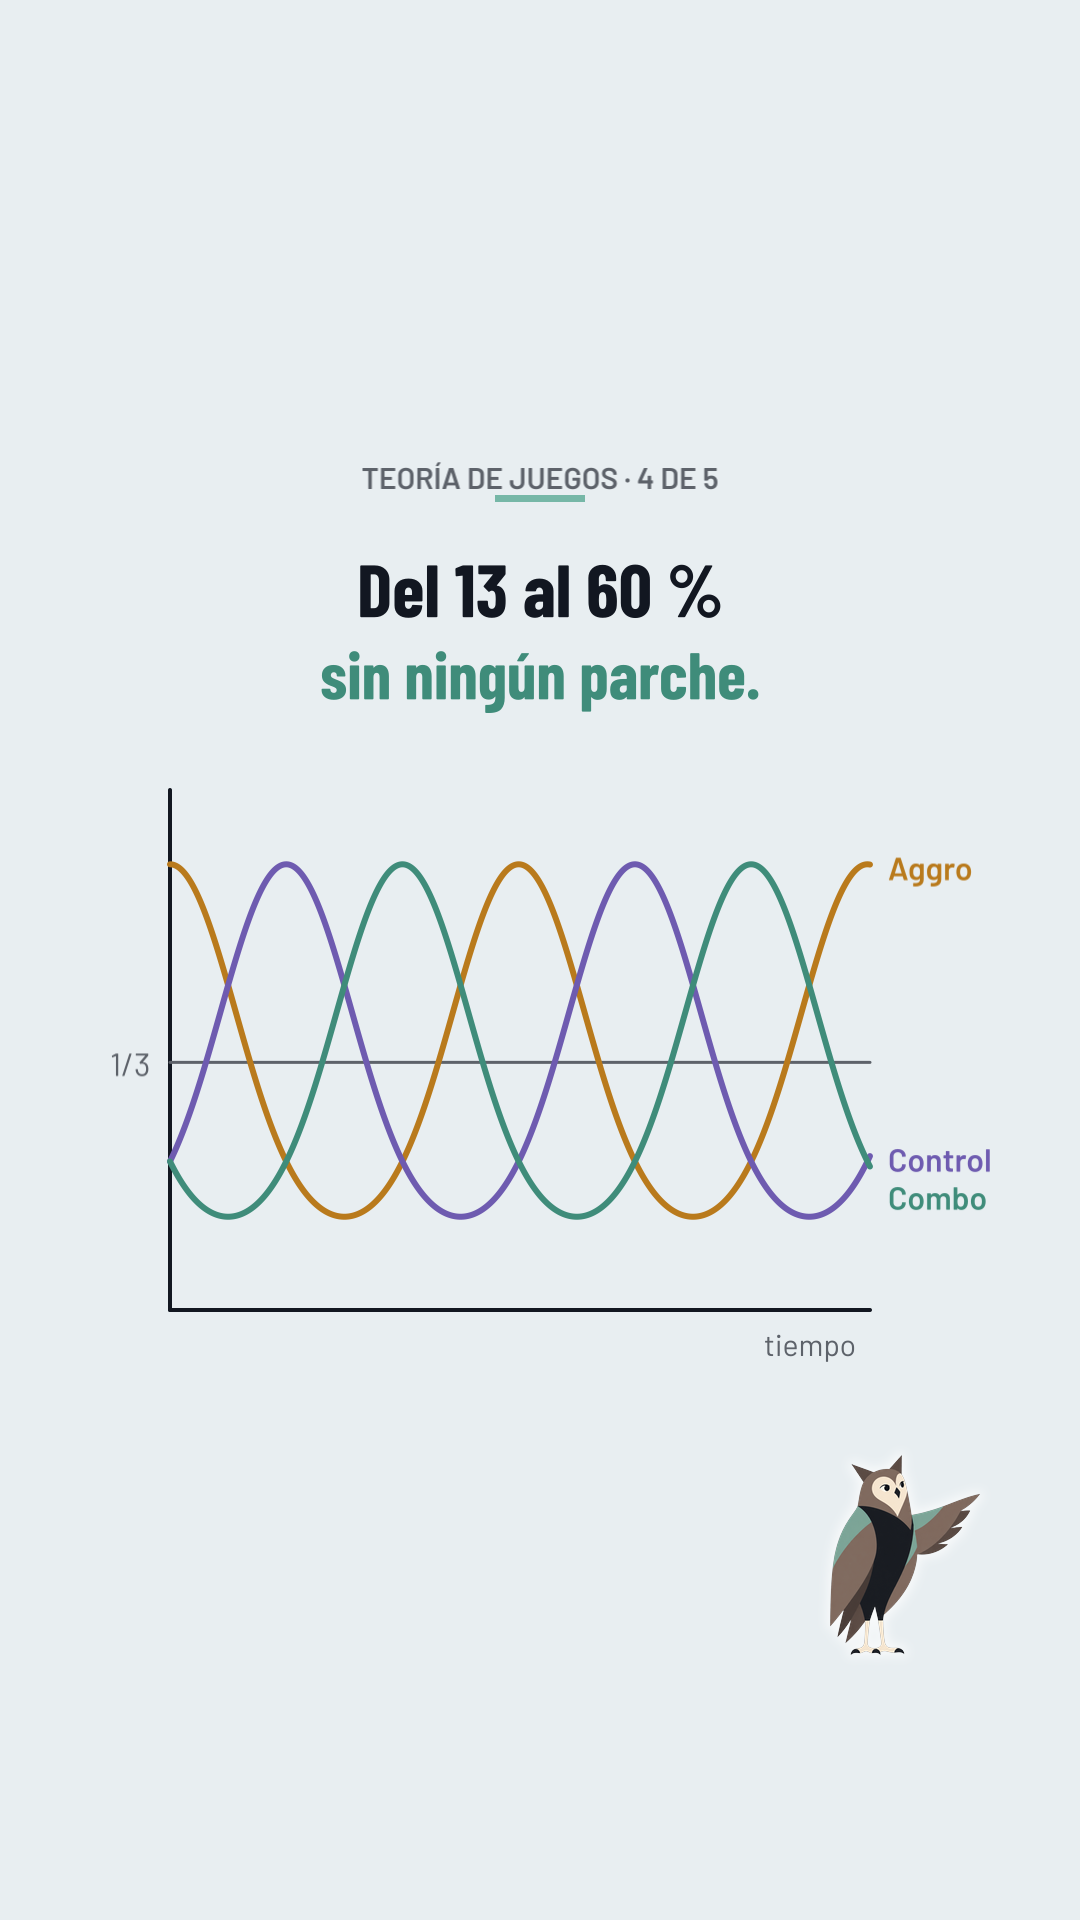 TEORÍA DE JUEGOS · 4 DE 5
Del 13 al 60 %
sin ningún parche.
Aggro
1/3
Control
Combo
tiempo